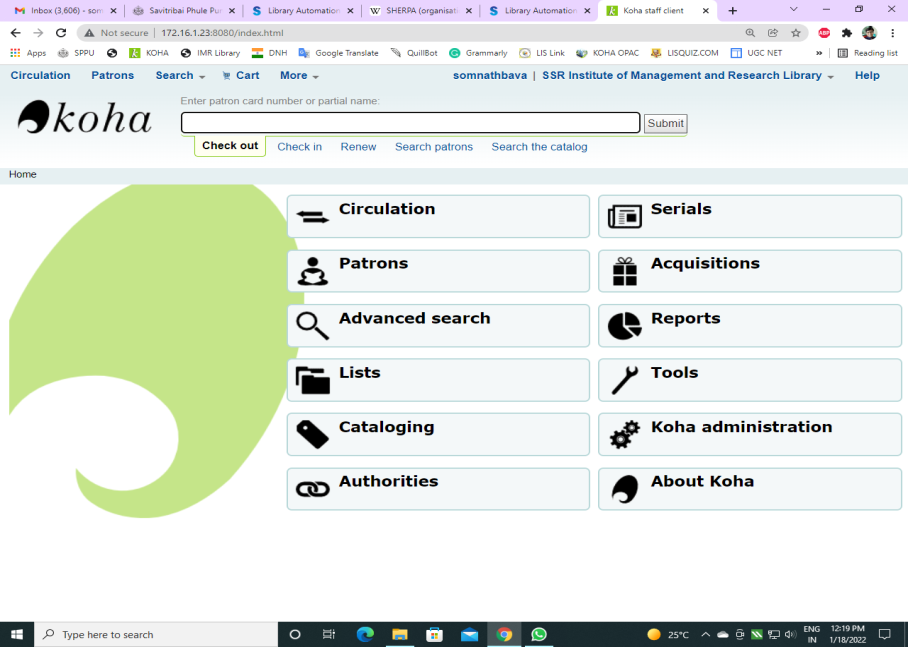 Inbox (3,606) - som
Savitribai Phule Pu
Library Automation
SHERPA (organisat
Library Automation
Koha staff client
Not secure | 172.16.1.23:8080/index.html
ABP
Apps SPPU KOHA IMR Library DNH Google Translate QuillBot Grammarly LIS Link KOHA OPAC LISQUIZ.COM UGC NET » Reading list
Circulation Patrons Search Cart More somnathbava | SSR Institute of Management and Research Library Help
koha
Enter patron card number or partial name:
Submit
Check out Check in Renew Search patrons Search the catalog
Home
Circulation Serials
Patrons Acquisitions
Advanced search Reports
Lists Tools
Cataloging Koha administration
Authorities About Koha
Type here to search
25°C
ENG
IN
12:19 PM
1/18/2022